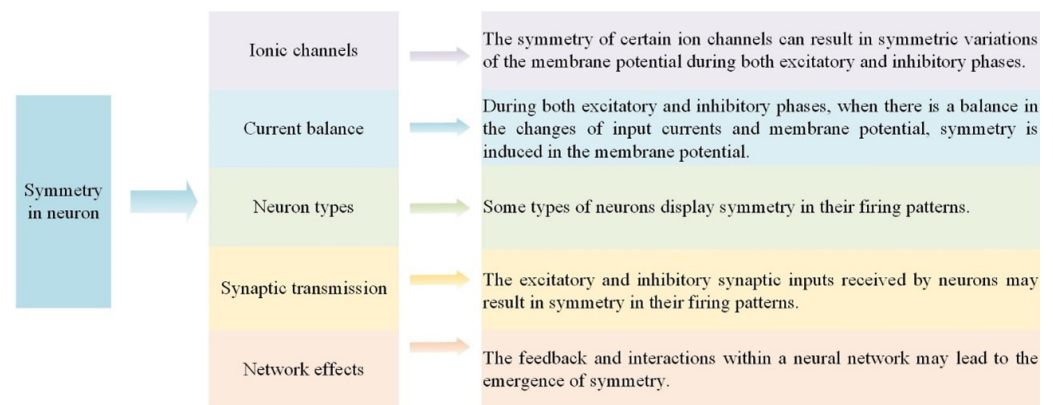 Symmetry
in neuron
Ionic channels
The symmetry of certain ion channels can result in symmetric variations
of the membrane potential during both excitatory and inhibitory phases.
Current balance
During both excitatory and inhibitory phases, when there is a balance in
the changes of input currents and membrane potential, symmetry is
induced in the membrane potential.
Neuron types
Some types of neurons display symmetry in their firing patterns.
Synaptic transmission
The excitatory and inhibitory synaptic inputs received by neurons may
result in symmetry in their firing patterns.
Network effects
The feedback and interactions within a neural network may lead to the
emergence of symmetry.